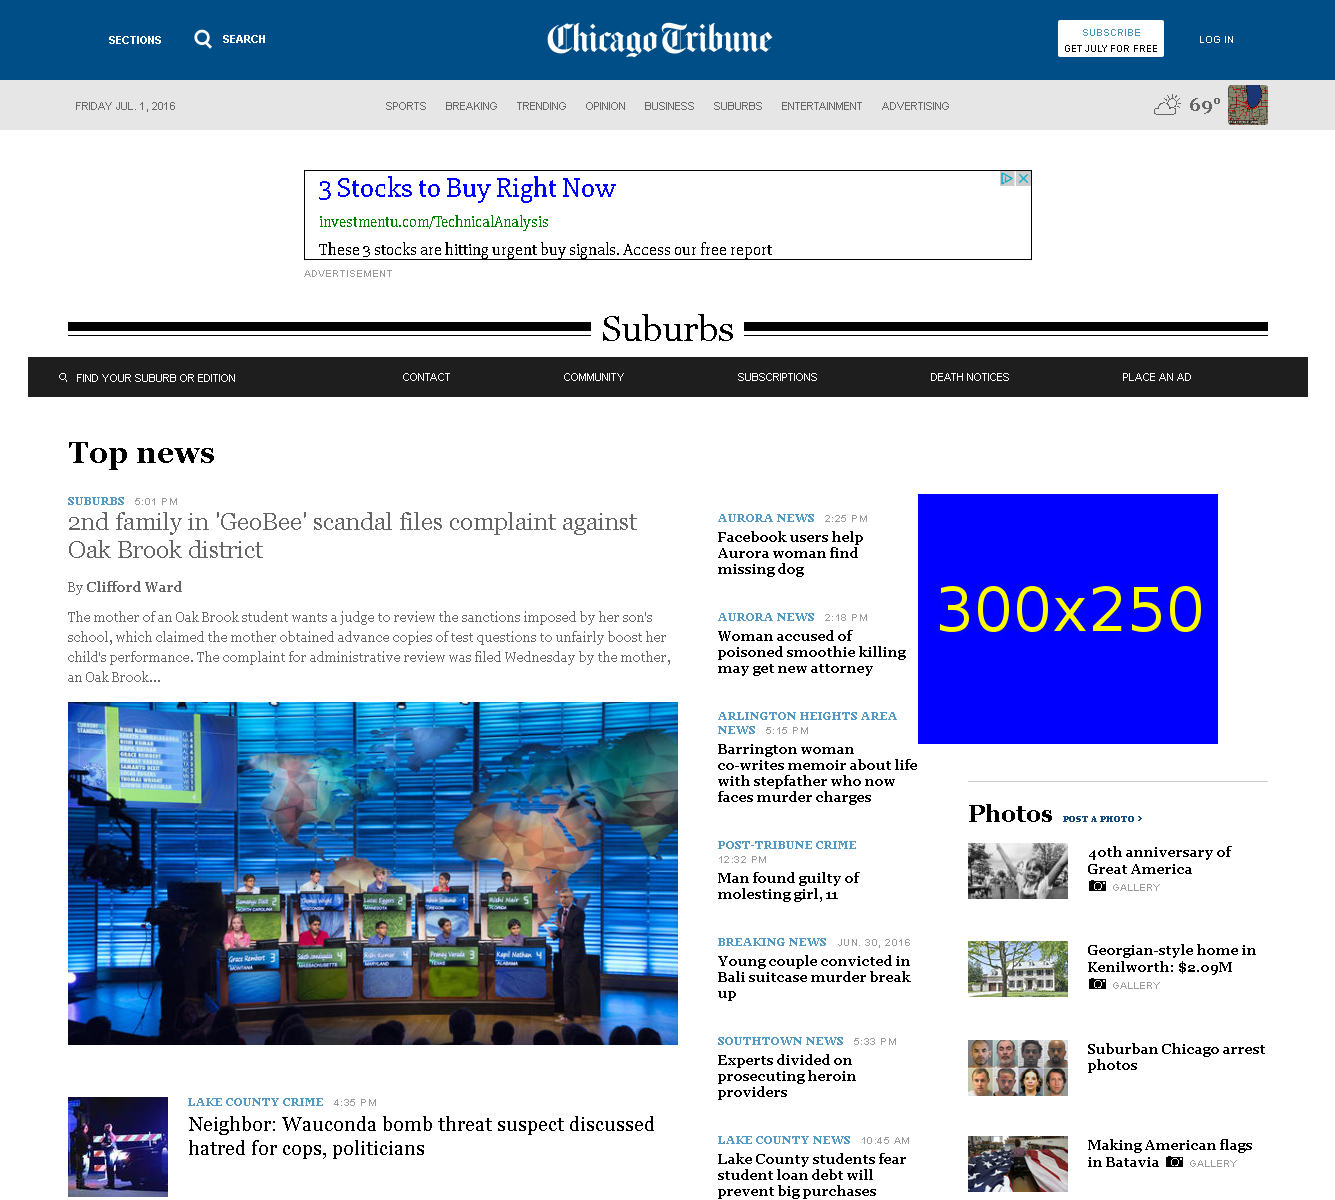 SECTIONS
SEARCH
Chicago Tribune
SUBSCRIBE
GET JULY FOR FREE
LOG IN
FRIDAY JUL. 1, 2016
SPORTS BREAKING TRENDING OPINION BUSINESS SUBURBS ENTERTAINMENT ADVERTISING
69°
3 Stocks to Buy Right Now
investmentu.com/TechnicalAnalysis
These 3 stocks are hitting urgent buy signals. Access our free report
ADVERTISEMENT
Suburbs
FIND YOUR SUBURB OR EDITION CONTACT COMMUNITY SUBSCRIPTIONS DEATH NOTICES PLACE AN AD
Top news
SUBURBS 5:01 PM
2nd family in 'GeoBee' scandal files complaint against
Oak Brook district
By Clifford Ward
The mother of an Oak Brook student wants a judge to review the sanctions imposed by her son's
school, which claimed the mother obtained advance copies of test questions to unfairly boost her
child's performance. The complaint for administrative review was filed Wednesday by the mother,
an Oak Brook...
CURRENT
STANDINGS
LAKE COUNTY CRIME 4:35 PM
Neighbor: Wauconda bomb threat suspect discussed
hatred for cops, politicians
AURORA NEWS 2:25 PM
Facebook users help
Aurora woman find
missing dog
AURORA NEWS 2:18 PM
Woman accused of
poisoned smoothie killing
may get new attorney
ARLINGTON HEIGHTS AREA
NEWS 5:15 PM
Barrington woman
co-writes memoir about life
with stepfather who now
faces murder charges
POST-TRIBUNE CRIME
12:32 PM
Man found guilty of
molesting girl, 11
BREAKING NEWS JUN. 30, 2016
Young couple convicted in
Bali suitcase murder break
up
SOUTHTOWN NEWS 5:33 PM
Experts divided on
prosecuting heroin
providers
LAKE COUNTY NEWS 10:45 AM
Lake County students fear
student loan debt will
prevent big purchases
300x250
Photos POST A PHOTO >
40th anniversary of
Great America
GALLERY
Georgian-style home in
Kenilworth: $2.09M
GALLERY
Suburban Chicago arrest
photos
Making American flags
in Batavia GALLERY